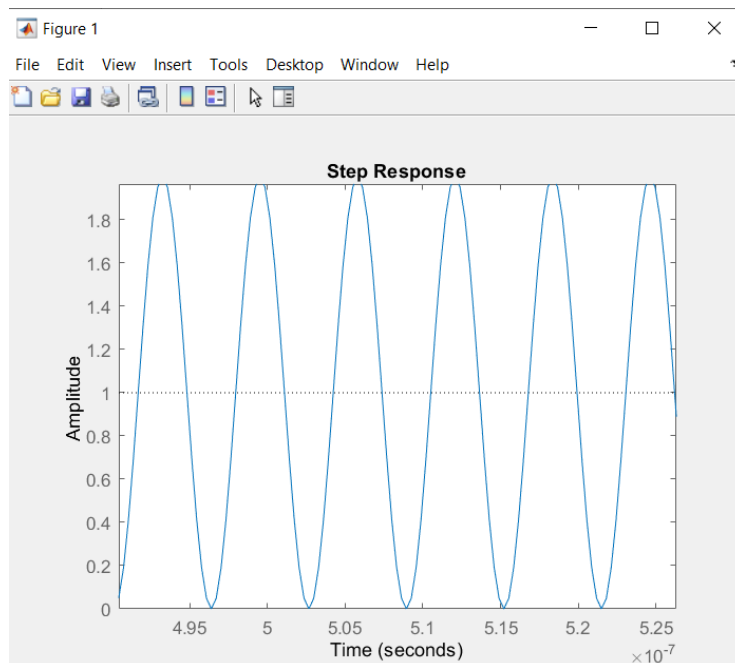 Figure 1
File Edit View Insert Tools Desktop Window Help
Step Response
Amplitude
1.8
1.6
1.4
1.2
1
0.8
0.6
0.4
0.2
0
4.95 5 5.05 5.1 5.15 5.2 5.25
Time (seconds)
×10⁻⁷